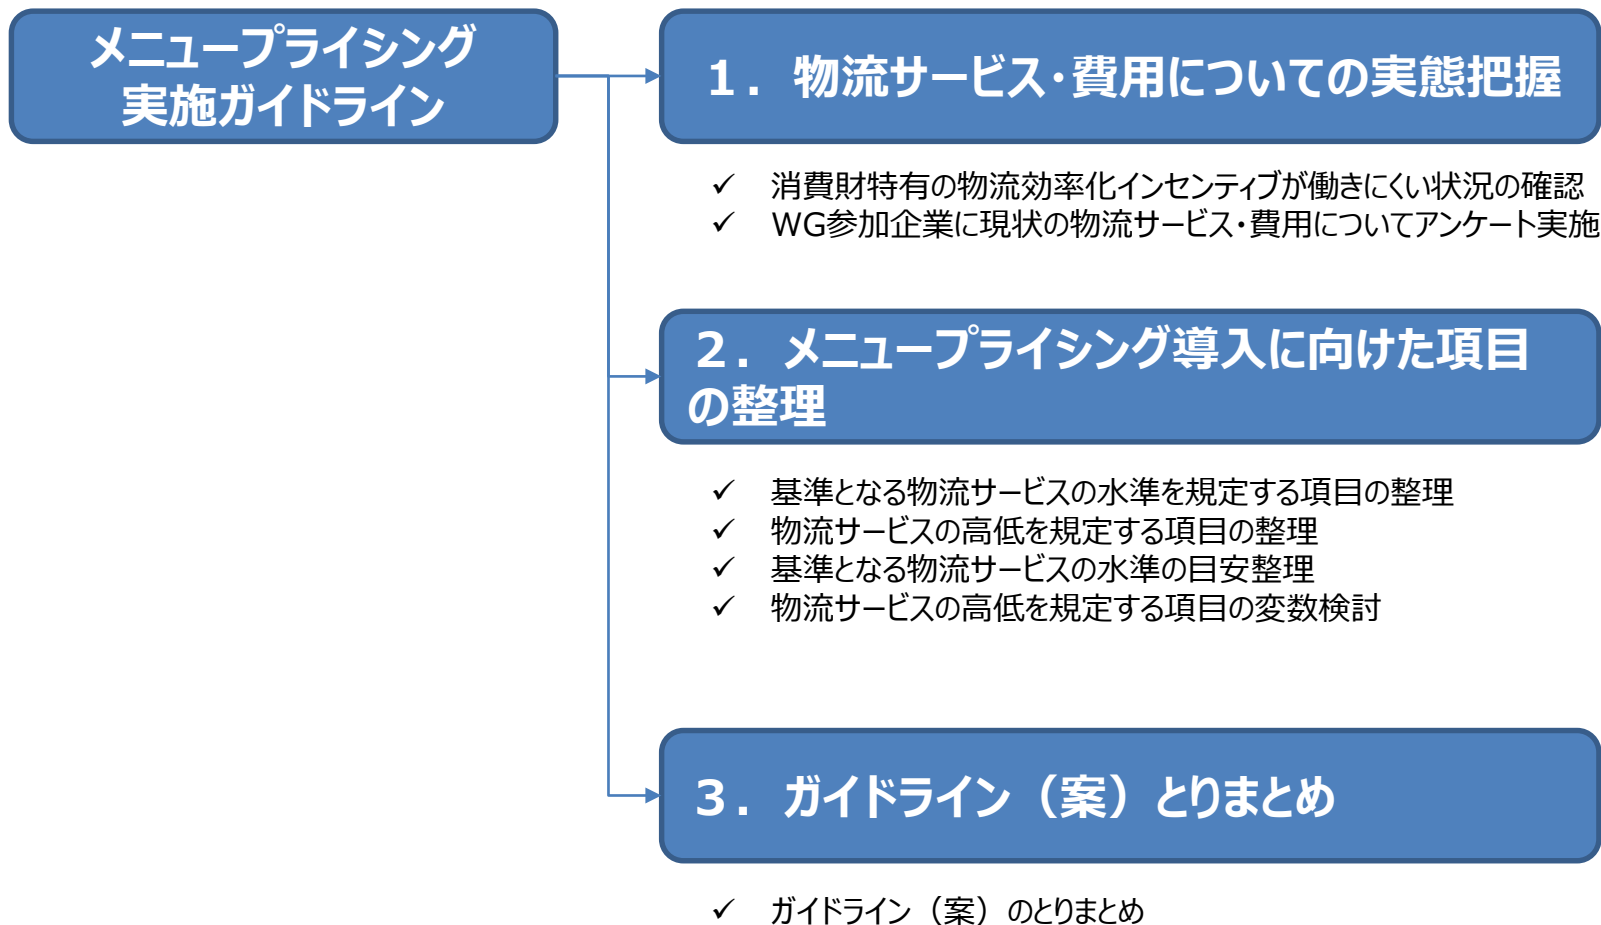 メニュープライシング
実施ガイドライン
１．物流サービス・費用についての実態把握
✓ 消費財特有の物流効率化インセンティブが働きにくい状況の確認
✓ WG参加企業に現状の物流サービス・費用についてアンケート実施
２．メニュープライシング導入に向けた項目
の整理
✓ 基準となる物流サービスの水準を規定する項目の整理
✓ 物流サービスの高低を規定する項目の整理
✓ 基準となる物流サービスの水準の目安整理
✓ 物流サービスの高低を規定する項目の変数検討
３．ガイドライン（案）とりまとめ
✓ ガイドライン（案）のとりまとめ